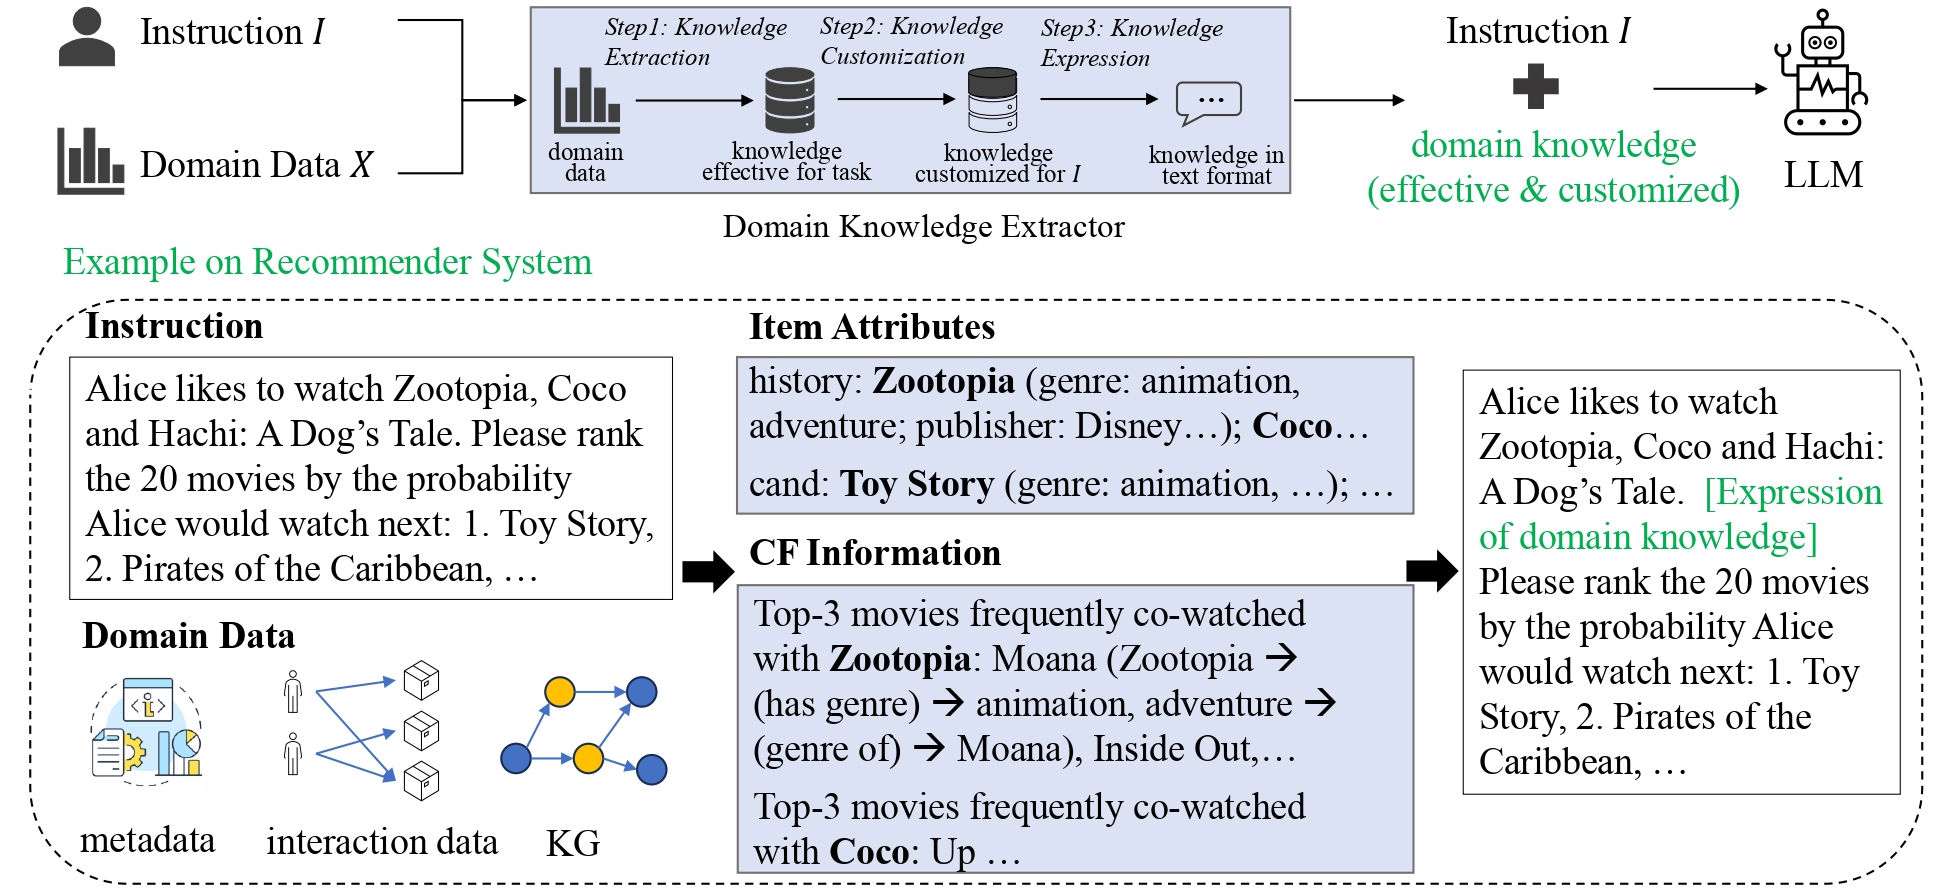 Instruction I
Domain Data X
Step1: Knowledge
Extraction
Step2: Knowledge
Customization
Step3: Knowledge
Expression
domain
data
knowledge
effective for task
knowledge
customized for I
knowledge in
text format
Domain Knowledge Extractor
Instruction I
domain knowledge
(effective & customized)
LLM
Example on Recommender System
Instruction
Alice likes to watch Zootopia, Coco
and Hachi: A Dog’s Tale. Please rank
the 20 movies by the probability
Alice would watch next: 1. Toy Story,
2. Pirates of the Caribbean, …
Domain Data
metadata
interaction data
KG
Item Attributes
history: Zootopia (genre: animation,
adventure; publisher: Disney…); Coco…
cand: Toy Story (genre: animation, …); …
CF Information
Top-3 movies frequently co-watched
with Zootopia: Moana (Zootopia →
(has genre) → animation, adventure →
(genre of) → Moana), Inside Out,…
Top-3 movies frequently co-watched
with Coco: Up …
Alice likes to watch
Zootopia, Coco and Hachi:
A Dog’s Tale. [Expression
of domain knowledge]
Please rank the 20 movies
by the probability Alice
would watch next: 1. Toy
Story, 2. Pirates of the
Caribbean, …